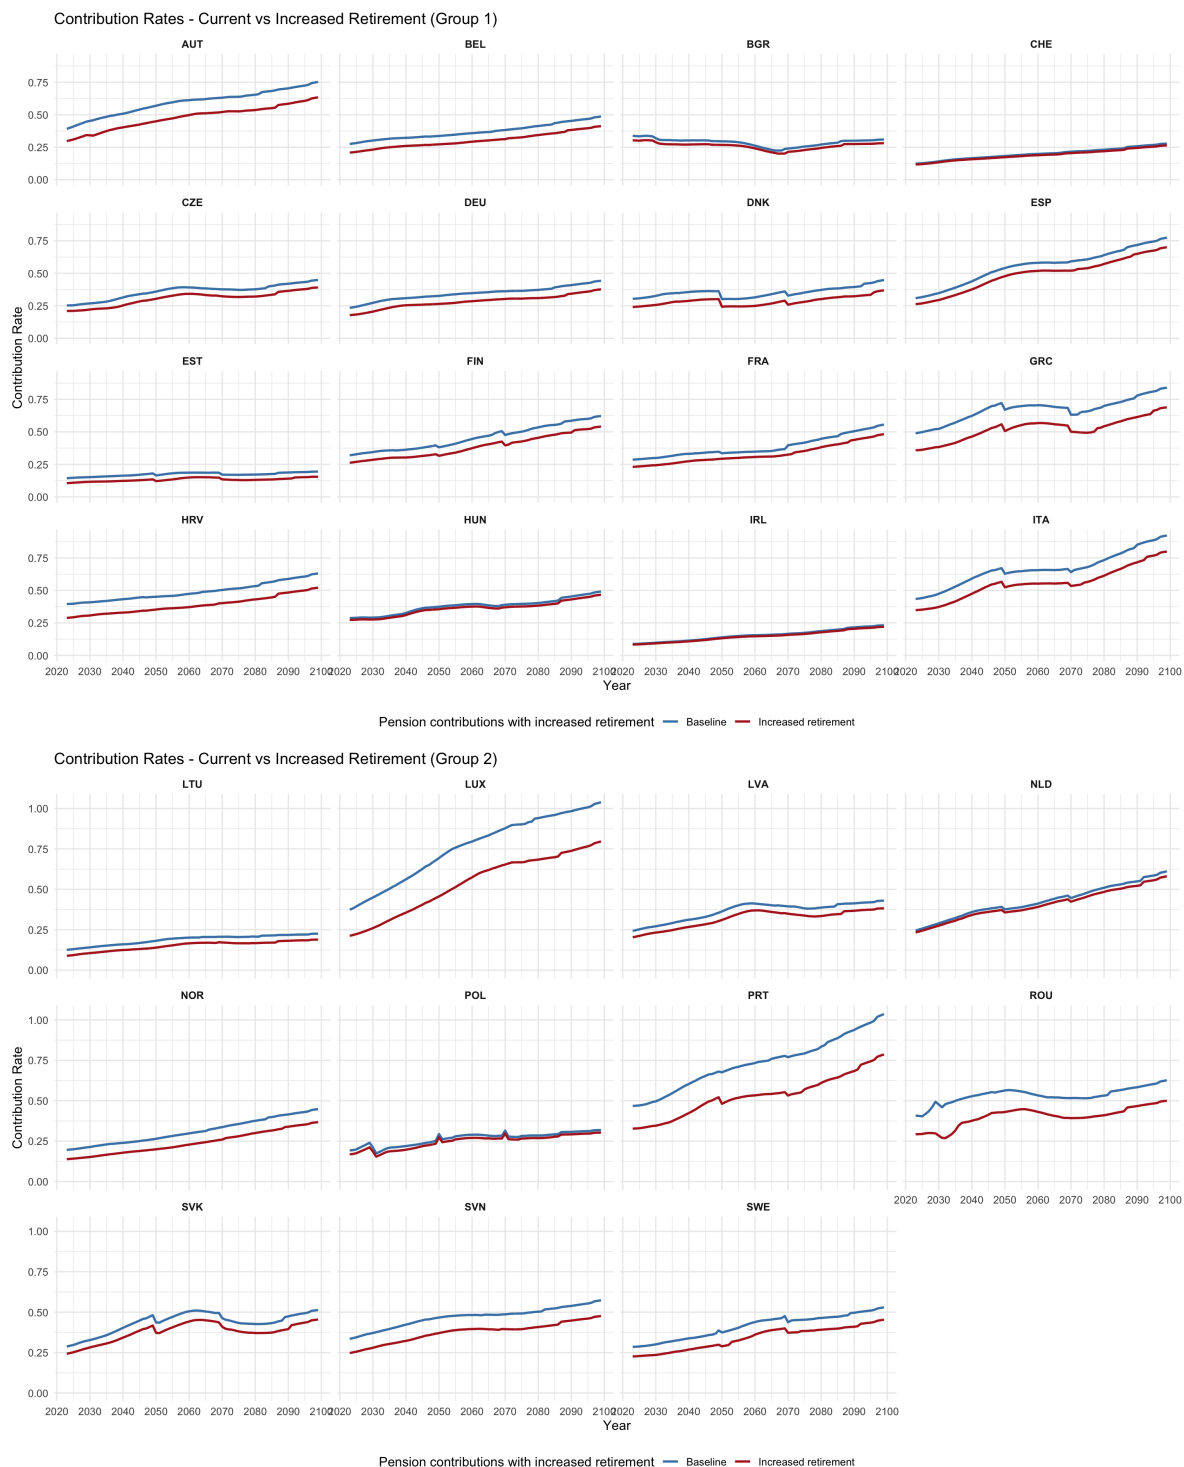 Contribution Rates - Current vs Increased Retirement (Group 1)
AUT BEL BGR CHE
0.75
0.50
0.25
0.00
CZE DEU DNK ESP
0.75
0.50
0.25
0.00
EST FIN FRA GRC
0.75
0.50
0.25
0.00
HRV HUN IRL ITA
0.75
0.50
0.25
0.00
Contribution Rate
2020 2030 2040 2050 2060 2070 2080 2090 2100 2020 2030 2040 2050 2060 2070 2080 2090 2100 2020 2030 2040 2050 2060 2070 2080 2090 2100 2020 2030 2040 2050 2060 2070 2080 2090 2100
Year
Pension contributions with increased retirement Baseline Increased retirement
Contribution Rates - Current vs Increased Retirement (Group 2)
LTU LUX LVA NLD
1.00
0.75
0.50
0.25
0.00
NOR POL PRT ROU
1.00
0.75
0.50
0.25
0.00
2020 2030 2040 2050 2060 2070 2080 2090 2100
SVK SVN SWE
1.00
0.75
0.50
0.25
0.00
Contribution Rate
2020 2030 2040 2050 2060 2070 2080 2090 2100 2020 2030 2040 2050 2060 2070 2080 2090 2100 2020 2030 2040 2050 2060 2070 2080 2090 2100
Year
Pension contributions with increased retirement Baseline Increased retirement